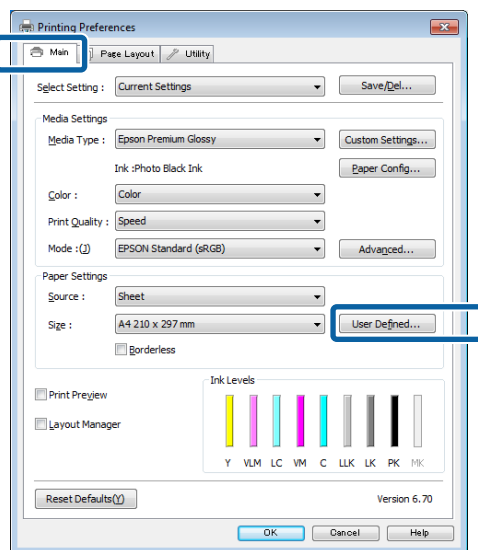 Printing Preferences
Main Page Layout Utility
Select Setting : Current Settings Save/Del...
Media Settings
Media Type : Epson Premium Glossy Custom Settings...
Ink :Photo Black Ink Paper Config...
Color : Color
Print Quality : Speed
Mode :(J) EPSON Standard (sRGB) Advanced...
Paper Settings
Source : Sheet
Size : A4 210 x 297 mm User Defined...
Borderless
Ink Levels
Print Preview
Layout Manager
Y VLM LC VM C LLK LK PK MK
Reset Defaults(Y) Version 6.70
OK Cancel Help